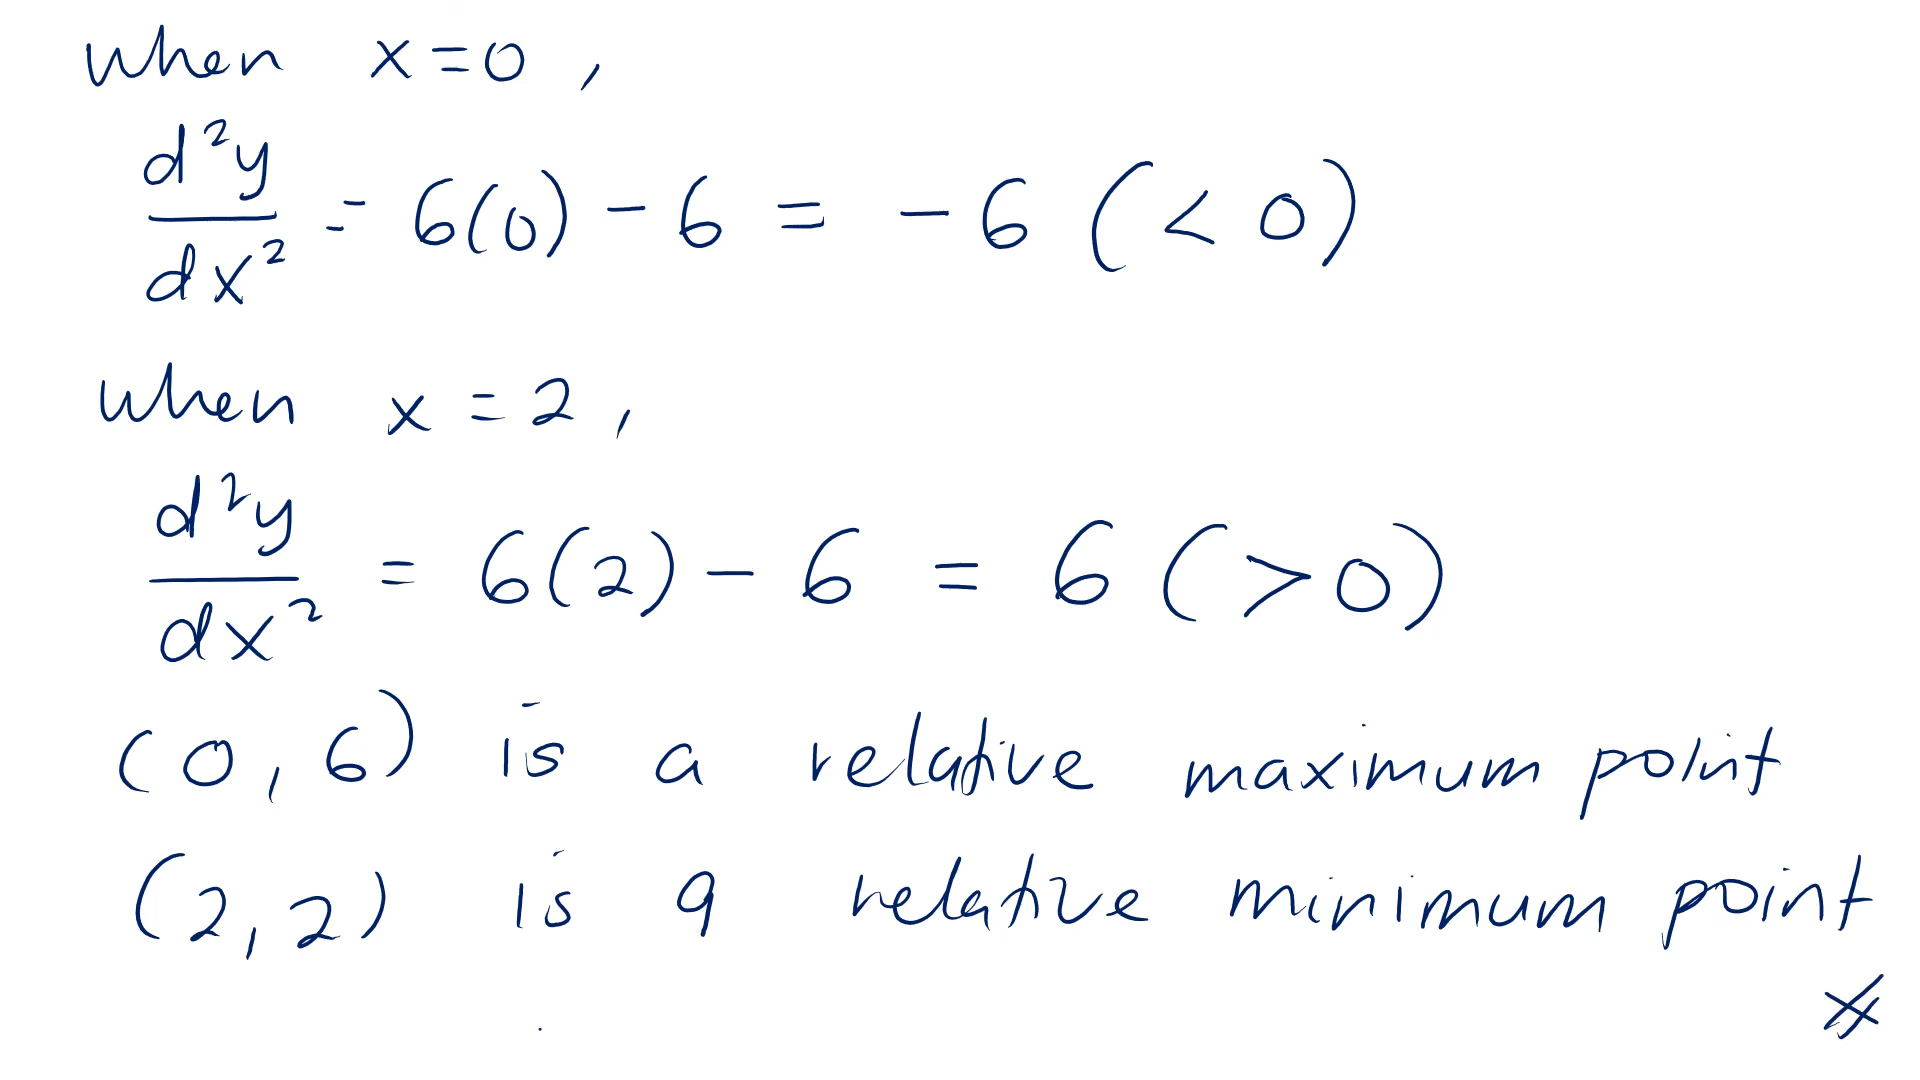 when x=0,
d²y/dx² = 6(0) - 6 = -6 (< 0)
when x = 2,
d²y/dx² = 6(2) - 6 = 6 (>0)
(0, 6) is a relative maximum point
(2, 2) is a relative minimum point